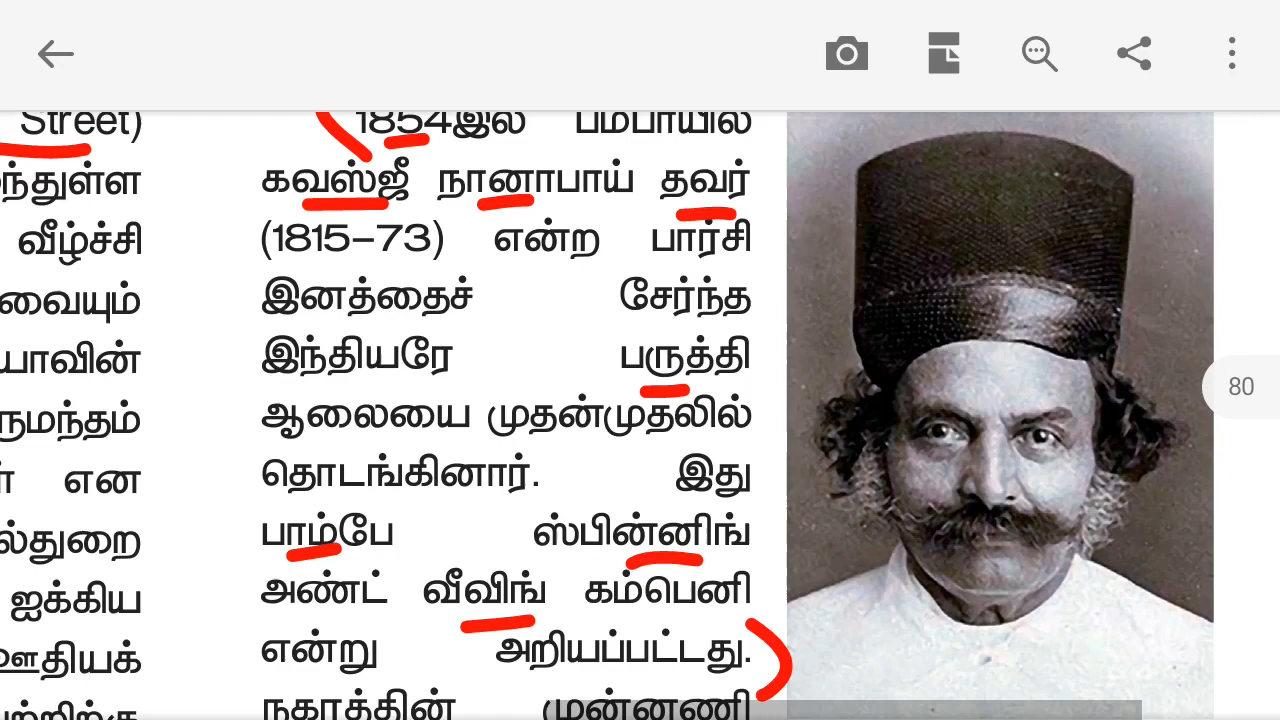 Street)
ந்துள்ள
வீழ்ச்சி
வையும்
யாவின்
ருமந்தம்
என
ல்துறை
ஐக்கிய
ஊதியக்
1854இல் பம்பாயில்
கவஸ்ஜீ நானாபாய் தவர்
(1815–73) என்ற பார்சி
இனத்தைச் சேர்ந்த
இந்தியரே பருத்தி
ஆலையை முதன்முதலில்
தொடங்கினார். இது
பாம்பே ஸ்பின்னிங்
அண்ட் வீவிங் கம்பெனி
என்று அறியப்பட்டது.
நகரத்தின் முன்னணி
80